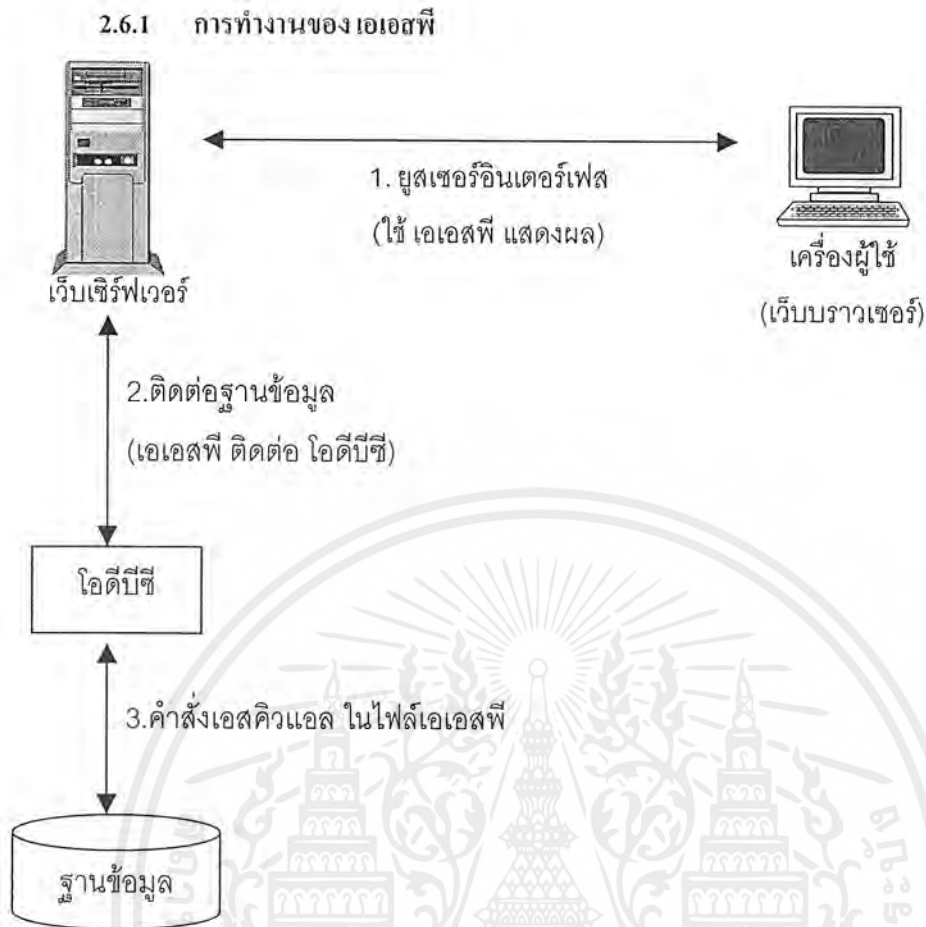 2.6.1 การทำงานของ เอเอสพี
1. ยูสเซอร์อินเตอร์เฟส
(ใช้ เอเอสพี แสดงผล)
เครื่องผู้ใช้
(เว็บบราวเซอร์)
เว็บเซิร์ฟเวอร์
2.ติดต่อฐานข้อมูล
(เอเอสพี ติดต่อ โอดีบีซี)
โอดีบีซี
3.คำสั่งเอสคิวแอล ในไฟล์เอเอสพี
ฐานข้อมูล